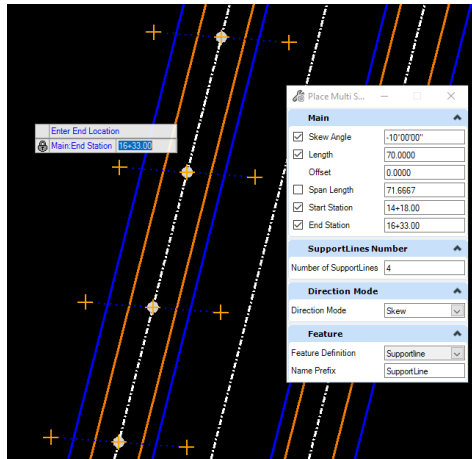 Enter End Location
Main:End Station 16+33.00
Place Multi S...
Main
Skew Angle -10°00'00"
Length 70.0000
Offset 0.0000
Span Length 71.6667
Start Station 14+18.00
End Station 16+33.00
SupportLines Number
Number of SupportLines 4
Direction Mode
Direction Mode Skew
Feature
Feature Definition Supportline
Name Prefix SupportLine